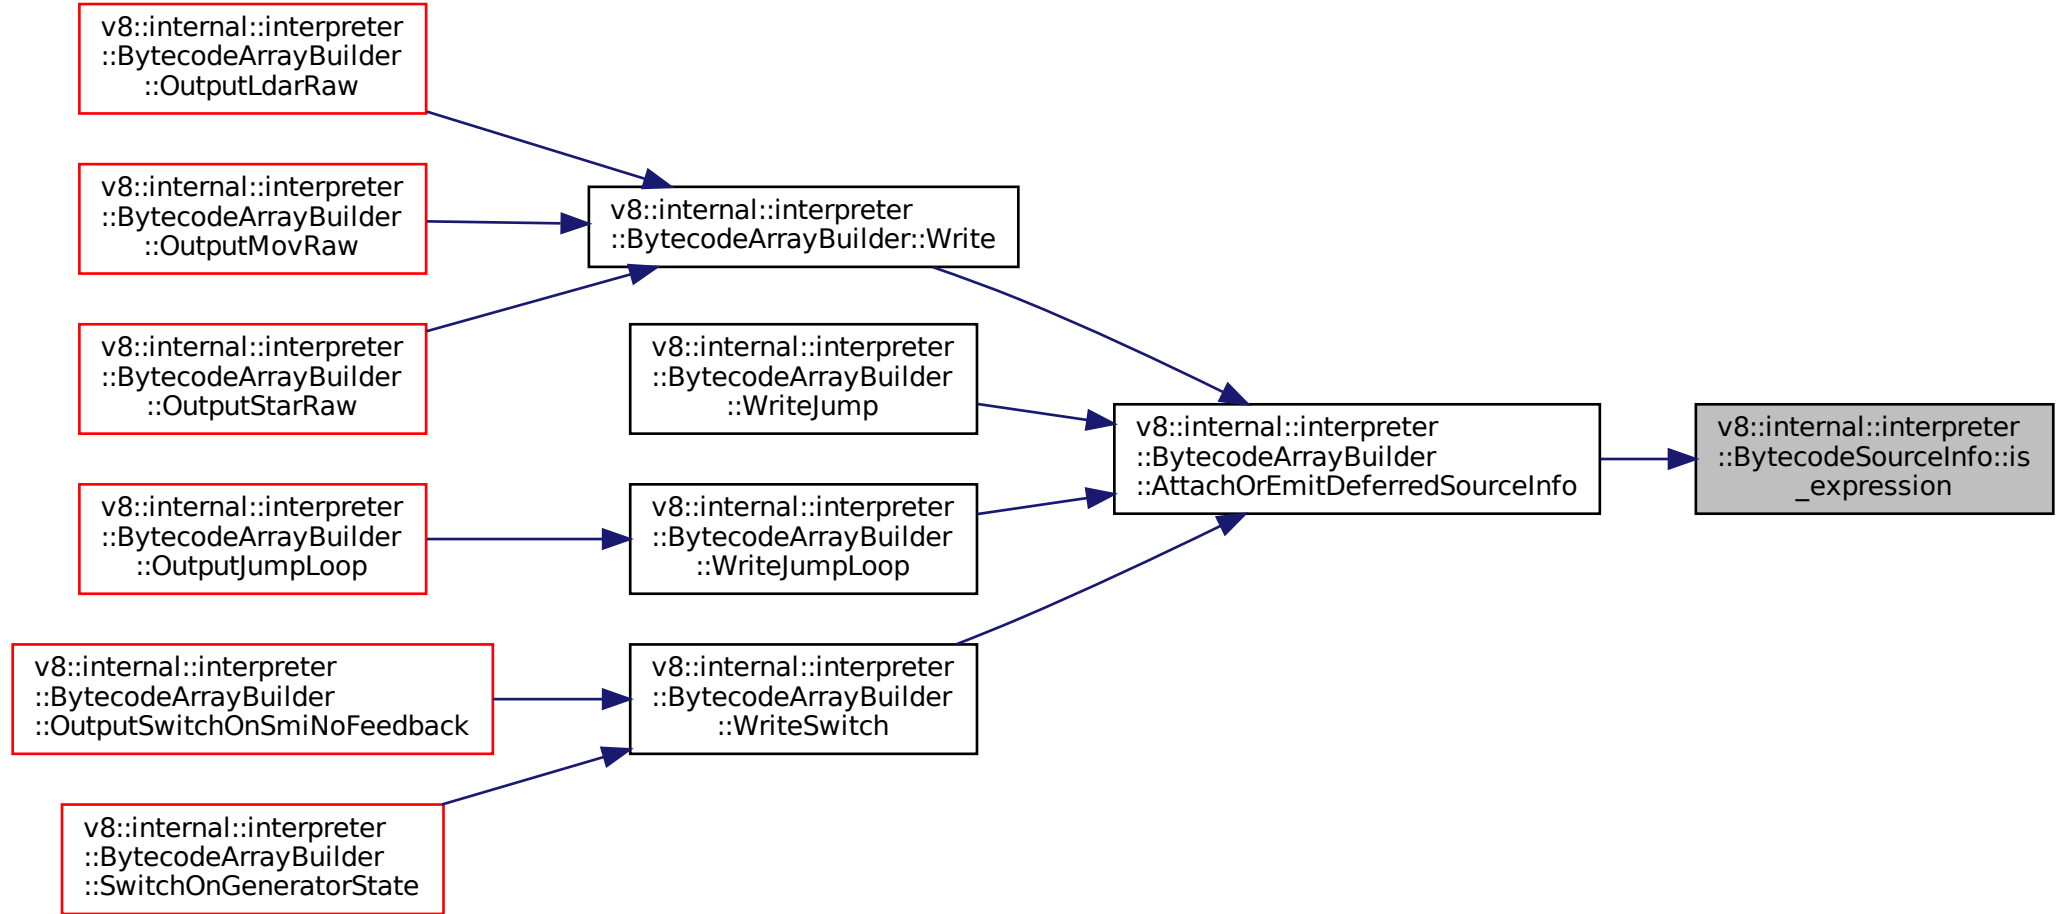 v8::internal::interpreter
::BytecodeArrayBuilder
::OutputLdarRaw
v8::internal::interpreter
::BytecodeArrayBuilder
::OutputMovRaw
v8::internal::interpreter
::BytecodeArrayBuilder
::OutputStarRaw
v8::internal::interpreter
::BytecodeArrayBuilder
::OutputJumpLoop
v8::internal::interpreter
::BytecodeArrayBuilder
::OutputSwitchOnSmiNoFeedback
v8::internal::interpreter
::BytecodeArrayBuilder
::SwitchOnGeneratorState
v8::internal::interpreter
::BytecodeArrayBuilder::Write
v8::internal::interpreter
::BytecodeArrayBuilder
::WriteJump
v8::internal::interpreter
::BytecodeArrayBuilder
::WriteJumpLoop
v8::internal::interpreter
::BytecodeArrayBuilder
::WriteSwitch
v8::internal::interpreter
::BytecodeArrayBuilder
::AttachOrEmitDeferredSourceInfo
v8::internal::interpreter
::BytecodeSourceInfo::is
_expression